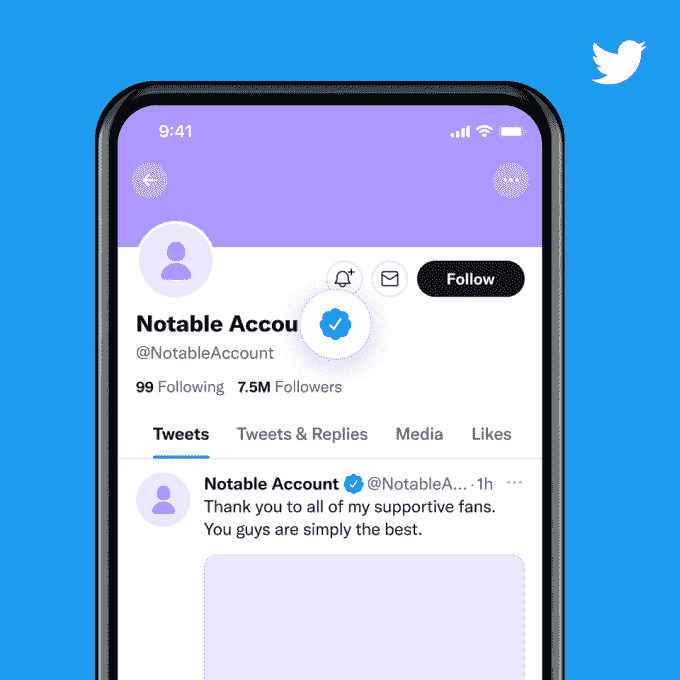 9:41
Notable Accou
Follow
@NotableAccount
99 Following 7.5M Followers
Tweets Tweets & Replies Media Likes
Notable Account @NotableA... · 1h
Thank you to all of my supportive fans.
You guys are simply the best.